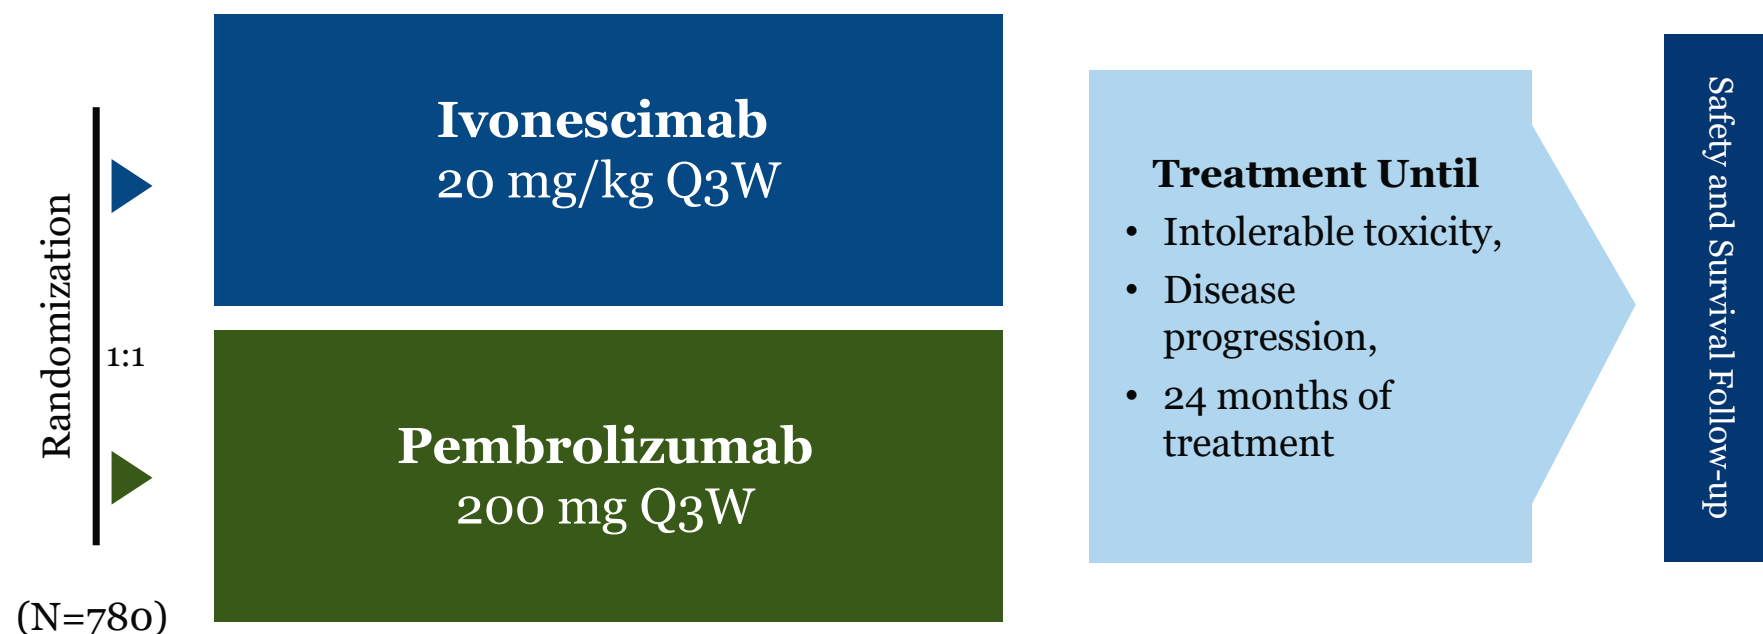 Randomization
1:1
(N=780)
Ivonescimab
20 mg/kg Q3W
Pembrolizumab
200 mg Q3W
Treatment Until
• Intolerable toxicity,
• Disease
progression,
• 24 months of
treatment
Safety and Survival Follow-up